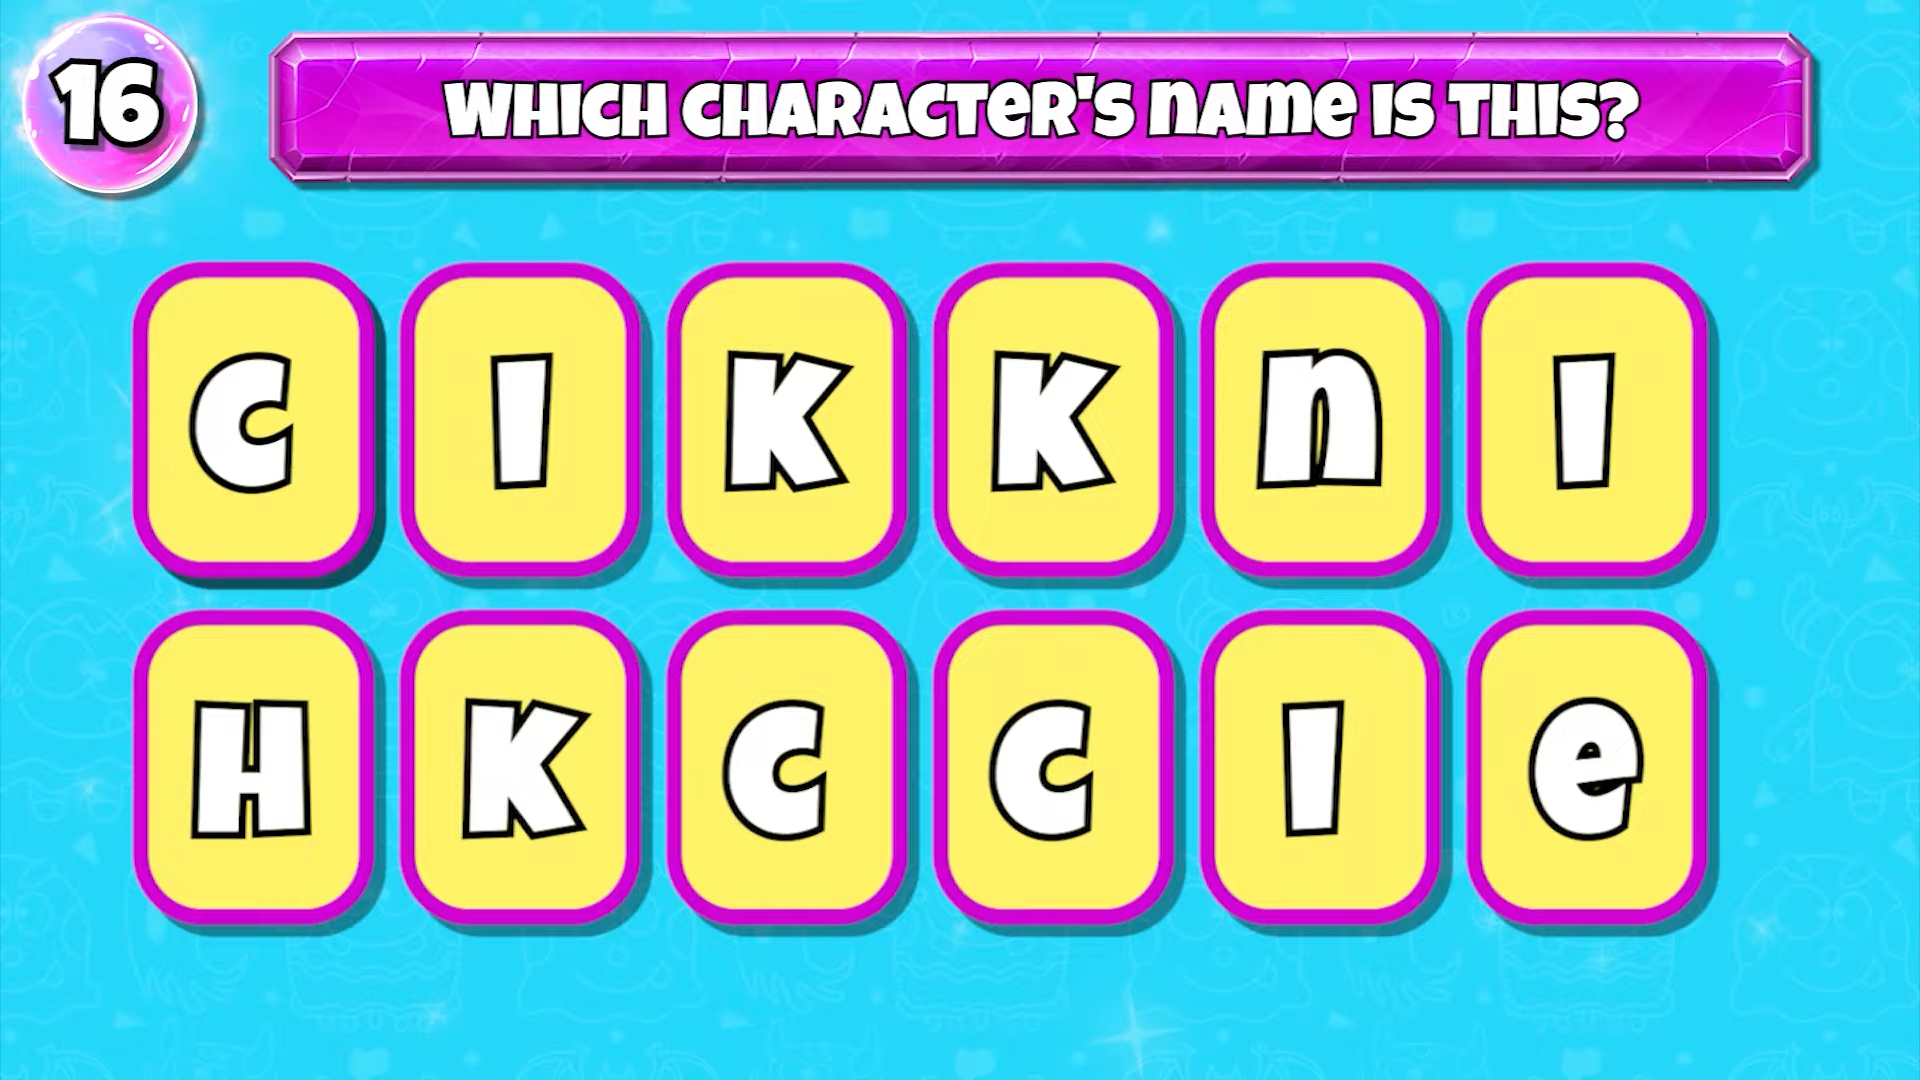 16
WHICH CHARACTER'S NAME IS THIS?
C I K K N I
H K C C I E